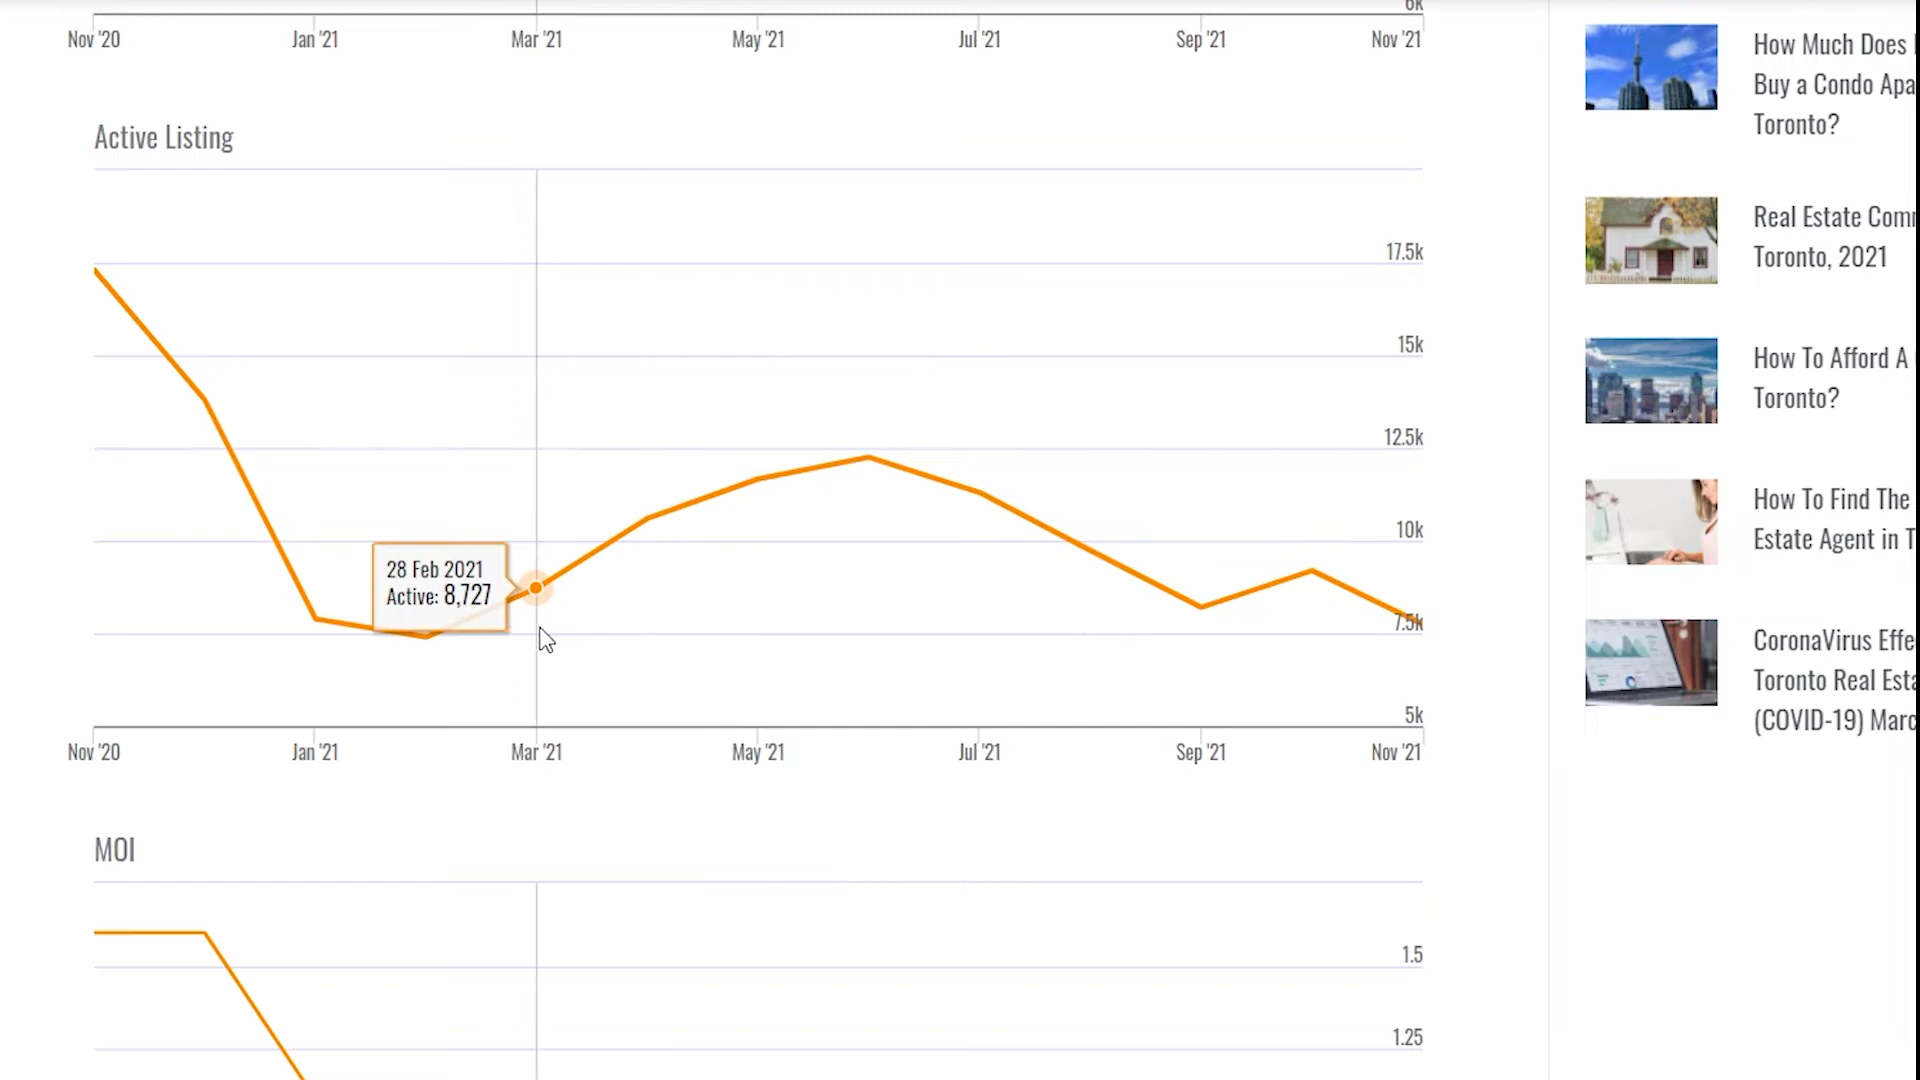 6k
Nov '20 Jan '21 Mar '21 May '21 Jul '21 Sep '21 Nov '21
Active Listing
17.5k
15k
12.5k
10k
28 Feb 2021
Active: 8,727
7.5k
5k
Nov '20 Jan '21 Mar '21 May '21 Jul '21 Sep '21 Nov '21
MOI
1.5
1.25
How Much Does
Buy a Condo Apa
Toronto?
Real Estate Com
Toronto, 2021
How To Afford A
Toronto?
How To Find The
Estate Agent in T
CoronaVirus Effe
Toronto Real Esta
(COVID-19) Marc